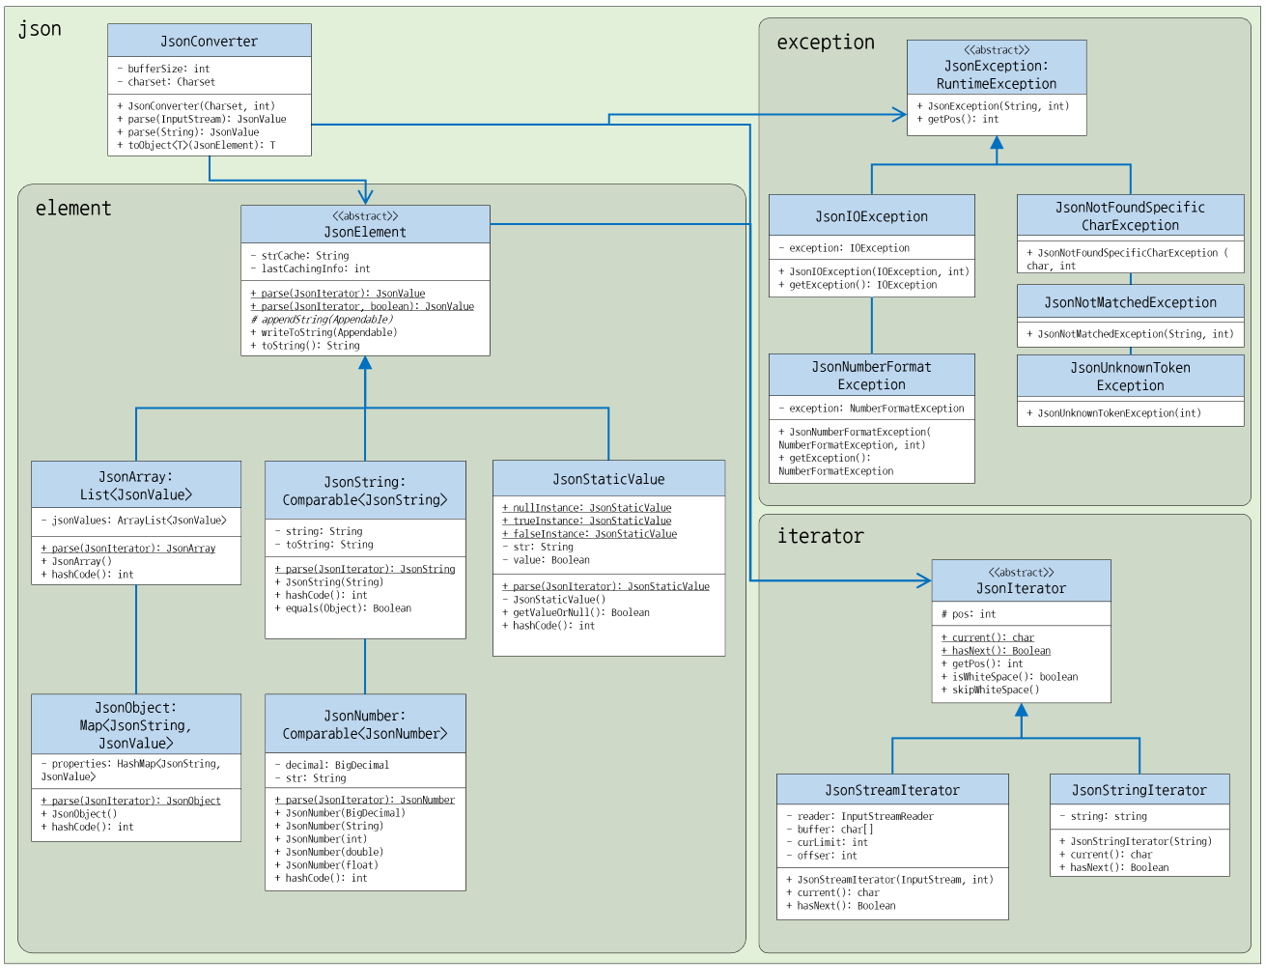 json
JsonConverter
- bufferSize: int
- charset: Charset
+ JsonConverter(Charset, int)
+ parse(InputStream): JsonValue
+ parse(String): JsonValue
+ toObject<T>(JsonElement): T
element
<<abstract>>
JsonElement
- strCache: String
- lastCachingInfo: int
+ parse(JsonIterator): JsonValue
+ parse(JsonIterator, boolean): JsonValue
# appendString(Appendable)
+ writeToString(Appendable)
+ toString(): String
JsonArray:
List<JsonValue>
- jsonValues: ArrayList<JsonValue>
+ parse(JsonIterator): JsonArray
+ JsonArray()
+ hashCode(): int
JsonString:
Comparable<JsonString>
- string: String
- toString: String
+ parse(JsonIterator): JsonString
+ JsonString(String)
+ hashCode(): int
+ equals(Object): Boolean
JsonStaticValue
+ nullInstance: JsonStaticValue
+ trueInstance: JsonStaticValue
+ falseInstance: JsonStaticValue
- str: String
- value: Boolean
+ parse(JsonIterator): JsonStaticValue
- JsonStaticValue()
+ getValueOrNull(): Boolean
+ hashCode(): int
JsonObject:
Map<JsonString,
JsonValue>
- properties: HashMap<JsonString,
JsonValue>
+ parse(JsonIterator): JsonObject
+ JsonObject()
+ hashCode(): int
JsonNumber:
Comparable<JsonNumber>
- decimal: BigDecimal
- str: String
+ parse(JsonIterator): JsonNumber
+ JsonNumber(BigDecimal)
+ JsonNumber(String)
+ JsonNumber(int)
+ JsonNumber(double)
+ JsonNumber(float)
+ hashCode(): int
exception
<<abstract>>
JsonException:
RuntimeException
+ JsonException(String, int)
+ getPos(): int
JsonIOException
- exception: IOException
+ JsonIOException(IOException, int)
+ getException(): IOException
JsonNotFoundSpecific
CharException
+ JsonNotFoundSpecificCharException (
char, int
JsonNotMatchedException
+ JsonNotMatchedException(String, int)
JsonNumberFormat
Exception
- exception: NumberFormatException
+ JsonNumberFormatException(
NumberFormatException, int)
+ getException():
NumberFormatException
JsonUnknownToken
Exception
+ JsonUnknownTokenException(int)
iterator
<<abstract>>
JsonIterator
# pos: int
+ current(): char
+ hasNext(): Boolean
+ getPos(): int
+ isWhiteSpace(): boolean
+ skipWhiteSpace()
JsonStreamIterator
- reader: InputStreamReader
- buffer: char[]
- curLimit: int
- offser: int
+ JsonStreamIterator(InputStream, int)
+ current(): char
+ hasNext(): Boolean
JsonStringIterator
- string: string
+ JsonStringIterator(String)
+ current(): char
+ hasNext(): Boolean